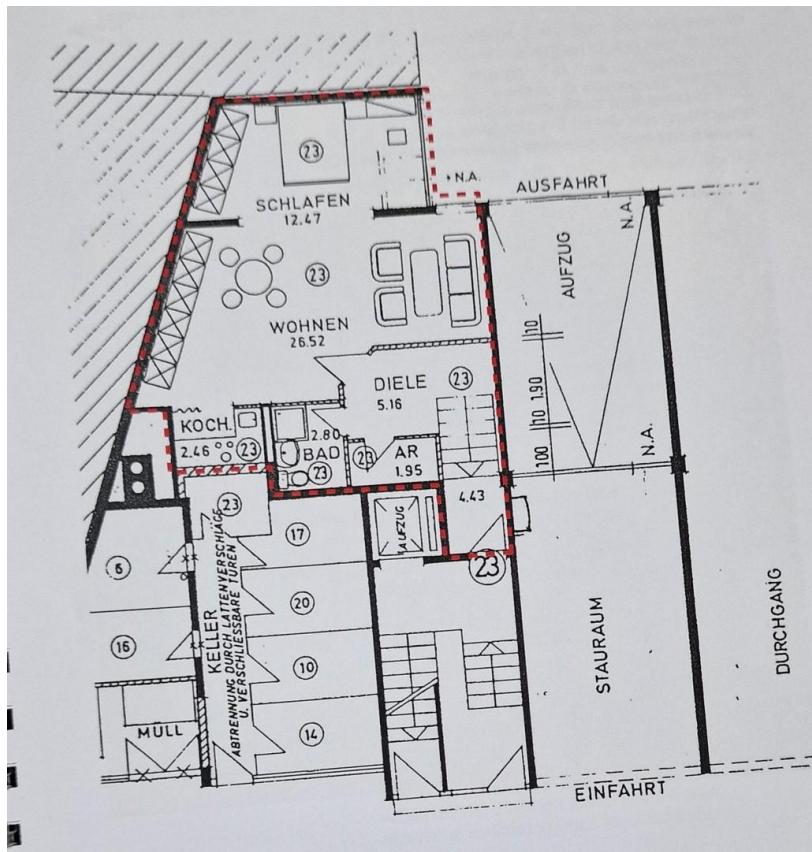 23
SCHLAFEN
12.47
N.A.
AUSFAHRT
N.A.
AUFZUG
23
WOHNEN
26.52
10
1.90
10
100
N.A.
DIELE
5.16
23
KOCH.
2.46
23
2.80
BAD
23
23
AR
1.95
4.43
AUFZUG
23
23
17
6
20
16
10
14
KELLER
ABTRENNUNG DURCH LATTENVERSCHLÄGE
U. VERSCHLIESSBARE TÜREN
MÜLL
STAURAUM
DURCHGANG
EINFAHRT